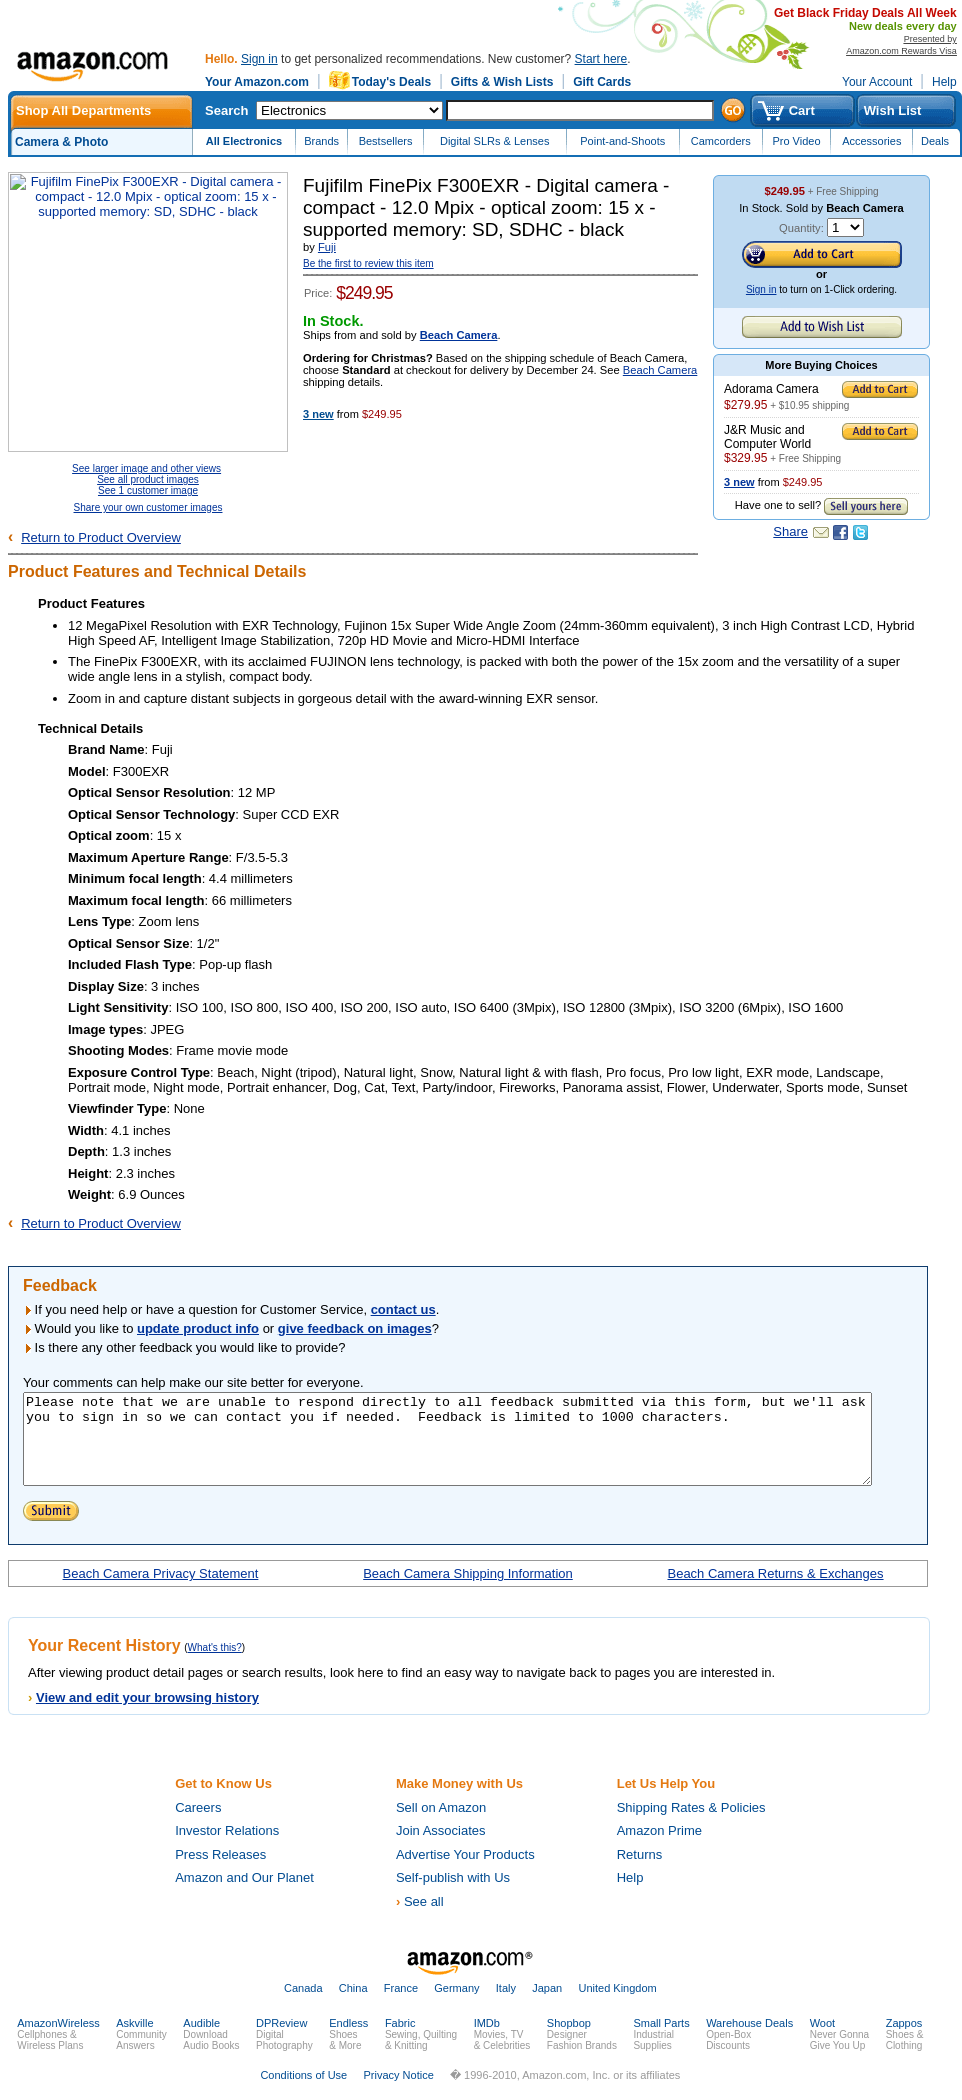 Get Black Friday Deals All Week
New deals every day
Presented by
Amazon.com Rewards Visa
amazon.com
Hello. Sign in to get personalized recommendations. New customer? Start here.
Your Amazon.com | Today's Deals | Gifts & Wish Lists | Gift Cards
Your Account | Help
Shop All Departments
Search Electronics GO
Cart
Wish List
Camera & Photo
All Electronics Brands Bestsellers Digital SLRs & Lenses Point-and-Shoots Camcorders Pro Video Accessories Deals
Fujifilm FinePix F300EXR - Digital camera -
compact - 12.0 Mpix - optical zoom: 15 x -
supported memory: SD, SDHC - black
See larger image and other views
See all product images
See 1 customer image
Share your own customer images
Fujifilm FinePix F300EXR - Digital camera -
compact - 12.0 Mpix - optical zoom: 15 x -
supported memory: SD, SDHC - black
by Fuji
Be the first to review this item
Price: $249.95
In Stock.
Ships from and sold by Beach Camera.
Ordering for Christmas? Based on the shipping schedule of Beach Camera,
choose Standard at checkout for delivery by December 24. See Beach Camera
shipping details.
3 new from $249.95
$249.95 + Free Shipping
In Stock. Sold by Beach Camera
Quantity: 1
Add to Cart
or
Sign in to turn on 1-Click ordering.
Add to Wish List
More Buying Choices
Adorama Camera Add to Cart
$279.95 + $10.95 shipping
J&R Music and Add to Cart
Computer World
$329.95 + Free Shipping
3 new from $249.95
Have one to sell? Sell yours here
Share
‹ Return to Product Overview
Product Features and Technical Details
Product Features
• 12 MegaPixel Resolution with EXR Technology, Fujinon 15x Super Wide Angle Zoom (24mm-360mm equivalent), 3 inch High Contrast LCD, Hybrid
High Speed AF, Intelligent Image Stabilization, 720p HD Movie and Micro-HDMI Interface
• The FinePix F300EXR, with its acclaimed FUJINON lens technology, is packed with both the power of the 15x zoom and the versatility of a super
wide angle lens in a stylish, compact body.
• Zoom in and capture distant subjects in gorgeous detail with the award-winning EXR sensor.
Technical Details
Brand Name: Fuji
Model: F300EXR
Optical Sensor Resolution: 12 MP
Optical Sensor Technology: Super CCD EXR
Optical zoom: 15 x
Maximum Aperture Range: F/3.5-5.3
Minimum focal length: 4.4 millimeters
Maximum focal length: 66 millimeters
Lens Type: Zoom lens
Optical Sensor Size: 1/2"
Included Flash Type: Pop-up flash
Display Size: 3 inches
Light Sensitivity: ISO 100, ISO 800, ISO 400, ISO 200, ISO auto, ISO 6400 (3Mpix), ISO 12800 (3Mpix), ISO 3200 (6Mpix), ISO 1600
Image types: JPEG
Shooting Modes: Frame movie mode
Exposure Control Type: Beach, Night (tripod), Natural light, Snow, Natural light & with flash, Pro focus, Pro low light, EXR mode, Landscape,
Portrait mode, Night mode, Portrait enhancer, Dog, Cat, Text, Party/indoor, Fireworks, Panorama assist, Flower, Underwater, Sports mode, Sunset
Viewfinder Type: None
Width: 4.1 inches
Depth: 1.3 inches
Height: 2.3 inches
Weight: 6.9 Ounces
‹ Return to Product Overview
Feedback
If you need help or have a question for Customer Service, contact us.
Would you like to update product info or give feedback on images?
Is there any other feedback you would like to provide?
Your comments can help make our site better for everyone.
Please note that we are unable to respond directly to all feedback submitted via this form, but we'll ask
you to sign in so we can contact you if needed. Feedback is limited to 1000 characters.
Submit
Beach Camera Privacy Statement Beach Camera Shipping Information Beach Camera Returns & Exchanges
Your Recent History (What's this?)
After viewing product detail pages or search results, look here to find an easy way to navigate back to pages you are interested in.
› View and edit your browsing history
Get to Know Us
Careers
Investor Relations
Press Releases
Amazon and Our Planet
Make Money with Us
Sell on Amazon
Join Associates
Advertise Your Products
Self-publish with Us
› See all
Let Us Help You
Shipping Rates & Policies
Amazon Prime
Returns
Help
amazon.com®
Canada China France Germany Italy Japan United Kingdom
AmazonWireless
Cellphones &
Wireless Plans
Askville
Community
Answers
Audible
Download
Audio Books
DPReview
Digital
Photography
Endless
Shoes
& More
Fabric
Sewing, Quilting
& Knitting
IMDb
Movies, TV
& Celebrities
Shopbop
Designer
Fashion Brands
Small Parts
Industrial
Supplies
Warehouse Deals
Open-Box
Discounts
Woot
Never Gonna
Give You Up
Zappos
Shoes &
Clothing
Conditions of Use Privacy Notice � 1996-2010, Amazon.com, Inc. or its affiliates